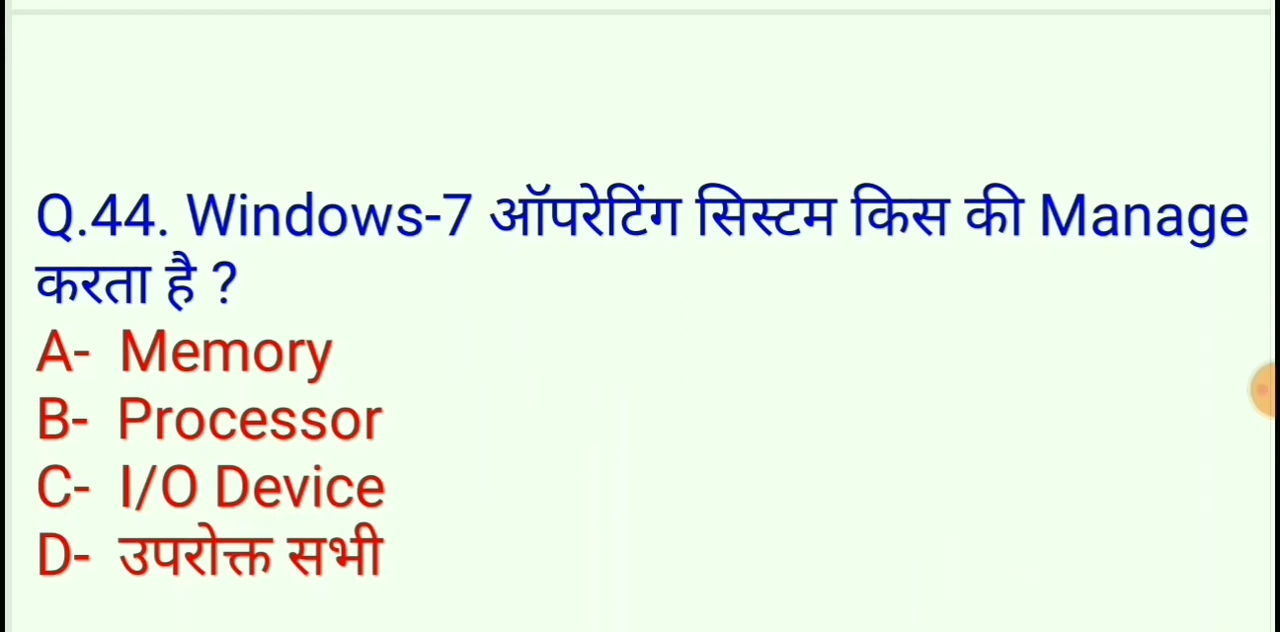 Q.44. Windows-7 ऑपरेटिंग सिस्टम किस की Manage
करता है ?
A- Memory
B- Processor
C- I/O Device
D- उपरोक्त सभी